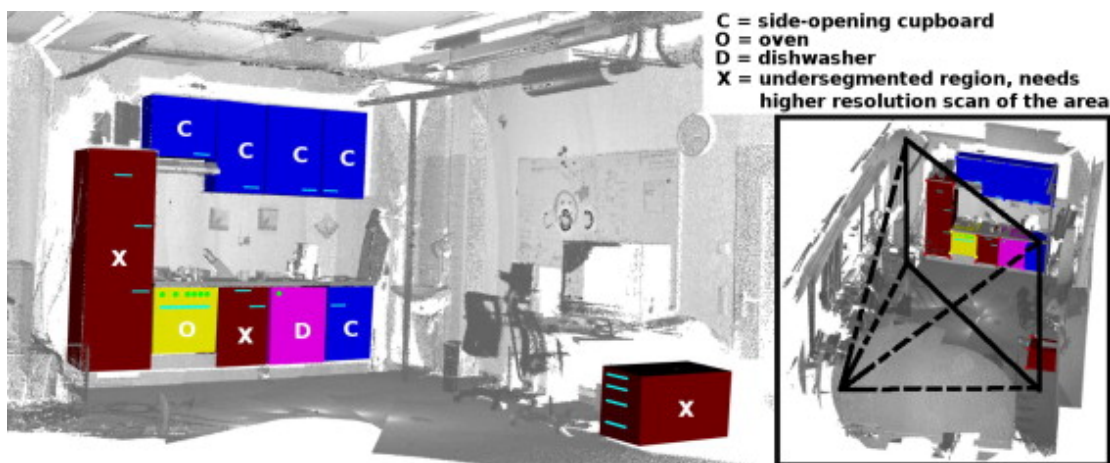 C = side-opening cupboard
O = oven
D = dishwasher
X = undersegmented region, needs
higher resolution scan of the area
C
C
C
C
X
O
X
D
C
X